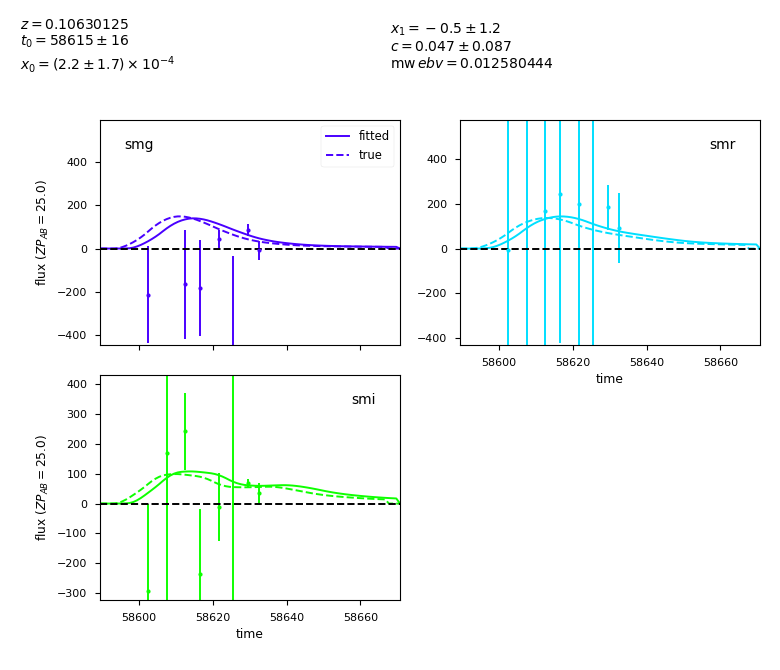 z = 0.10630125
t₀ = 58615 ± 16
x₀ = (2.2 ± 1.7) × 10⁻⁴
x₁ = −0.5 ± 1.2
c = 0.047 ± 0.087
mw ebv = 0.012580444
smg
fitted
true
400
200
0
−200
−400
flux (ZP_AB = 25.0)
smr
400
200
0
−200
−400
58600 58620 58640 58660
time
smi
400
300
200
100
0
−100
−200
−300
flux (ZP_AB = 25.0)
58600 58620 58640 58660
time